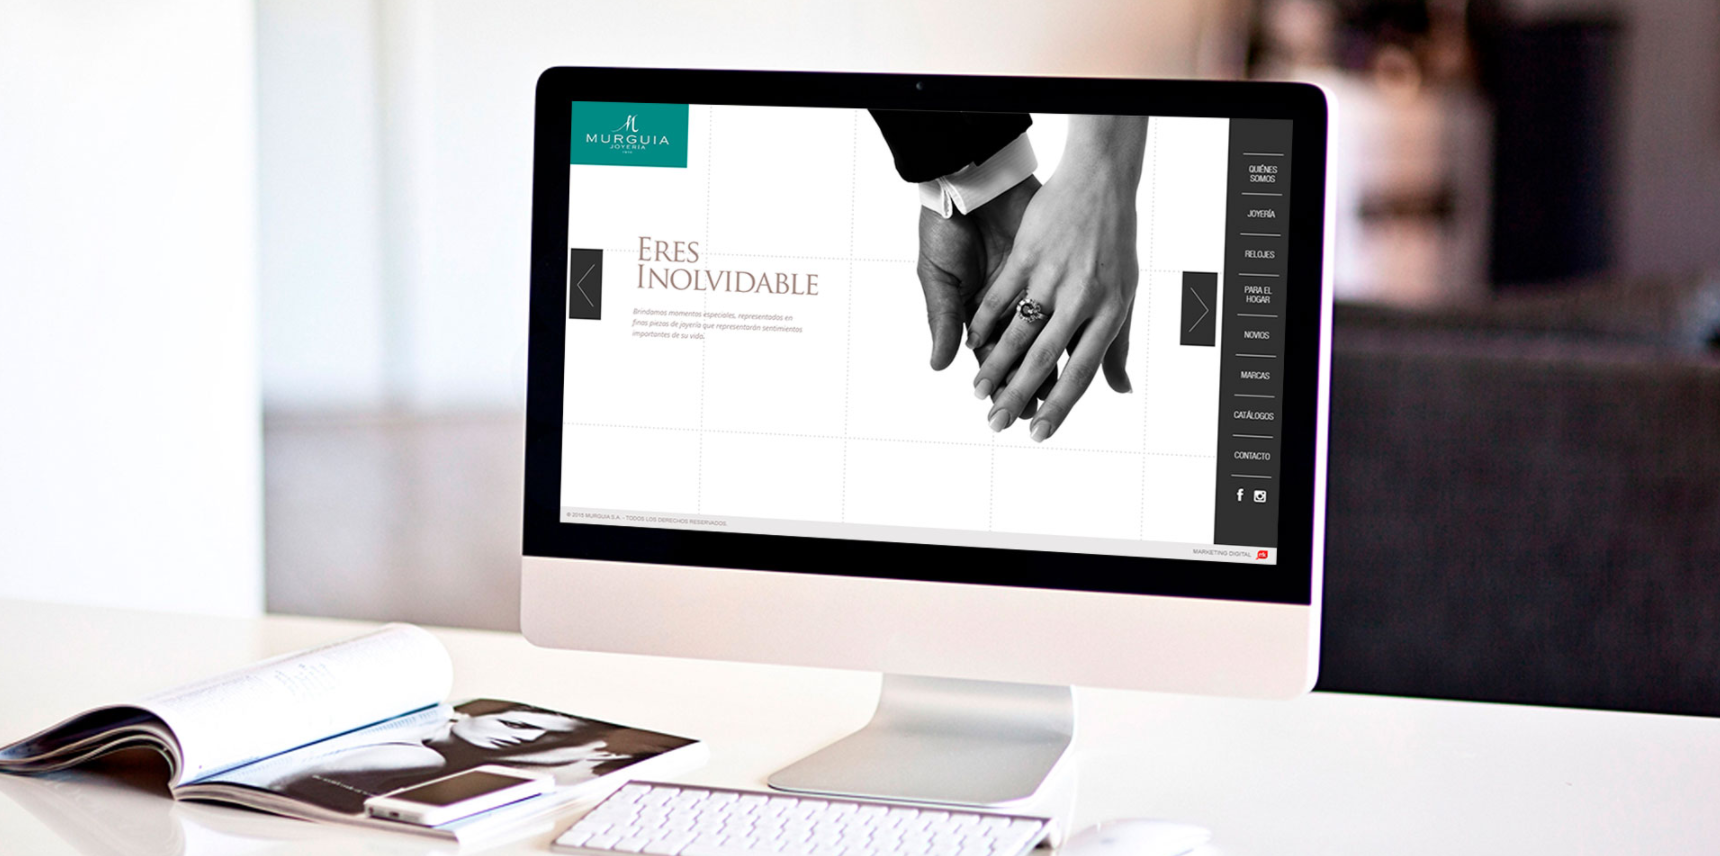 MURGUIA
JOYERÍA
ERES
INOLVIDABLE
Brindamos momentos especiales, representados en
finas piezas de joyería que representarán sentimientos
importantes de su vida.
QUIÉNES
SOMOS
JOYERÍA
RELOJES
PARA EL
HOGAR
NOVIOS
MARCAS
CATÁLOGOS
CONTACTO
© 2015 MURGUIA S.A. - TODOS LOS DERECHOS RESERVADOS.
MARKETING DIGITAL